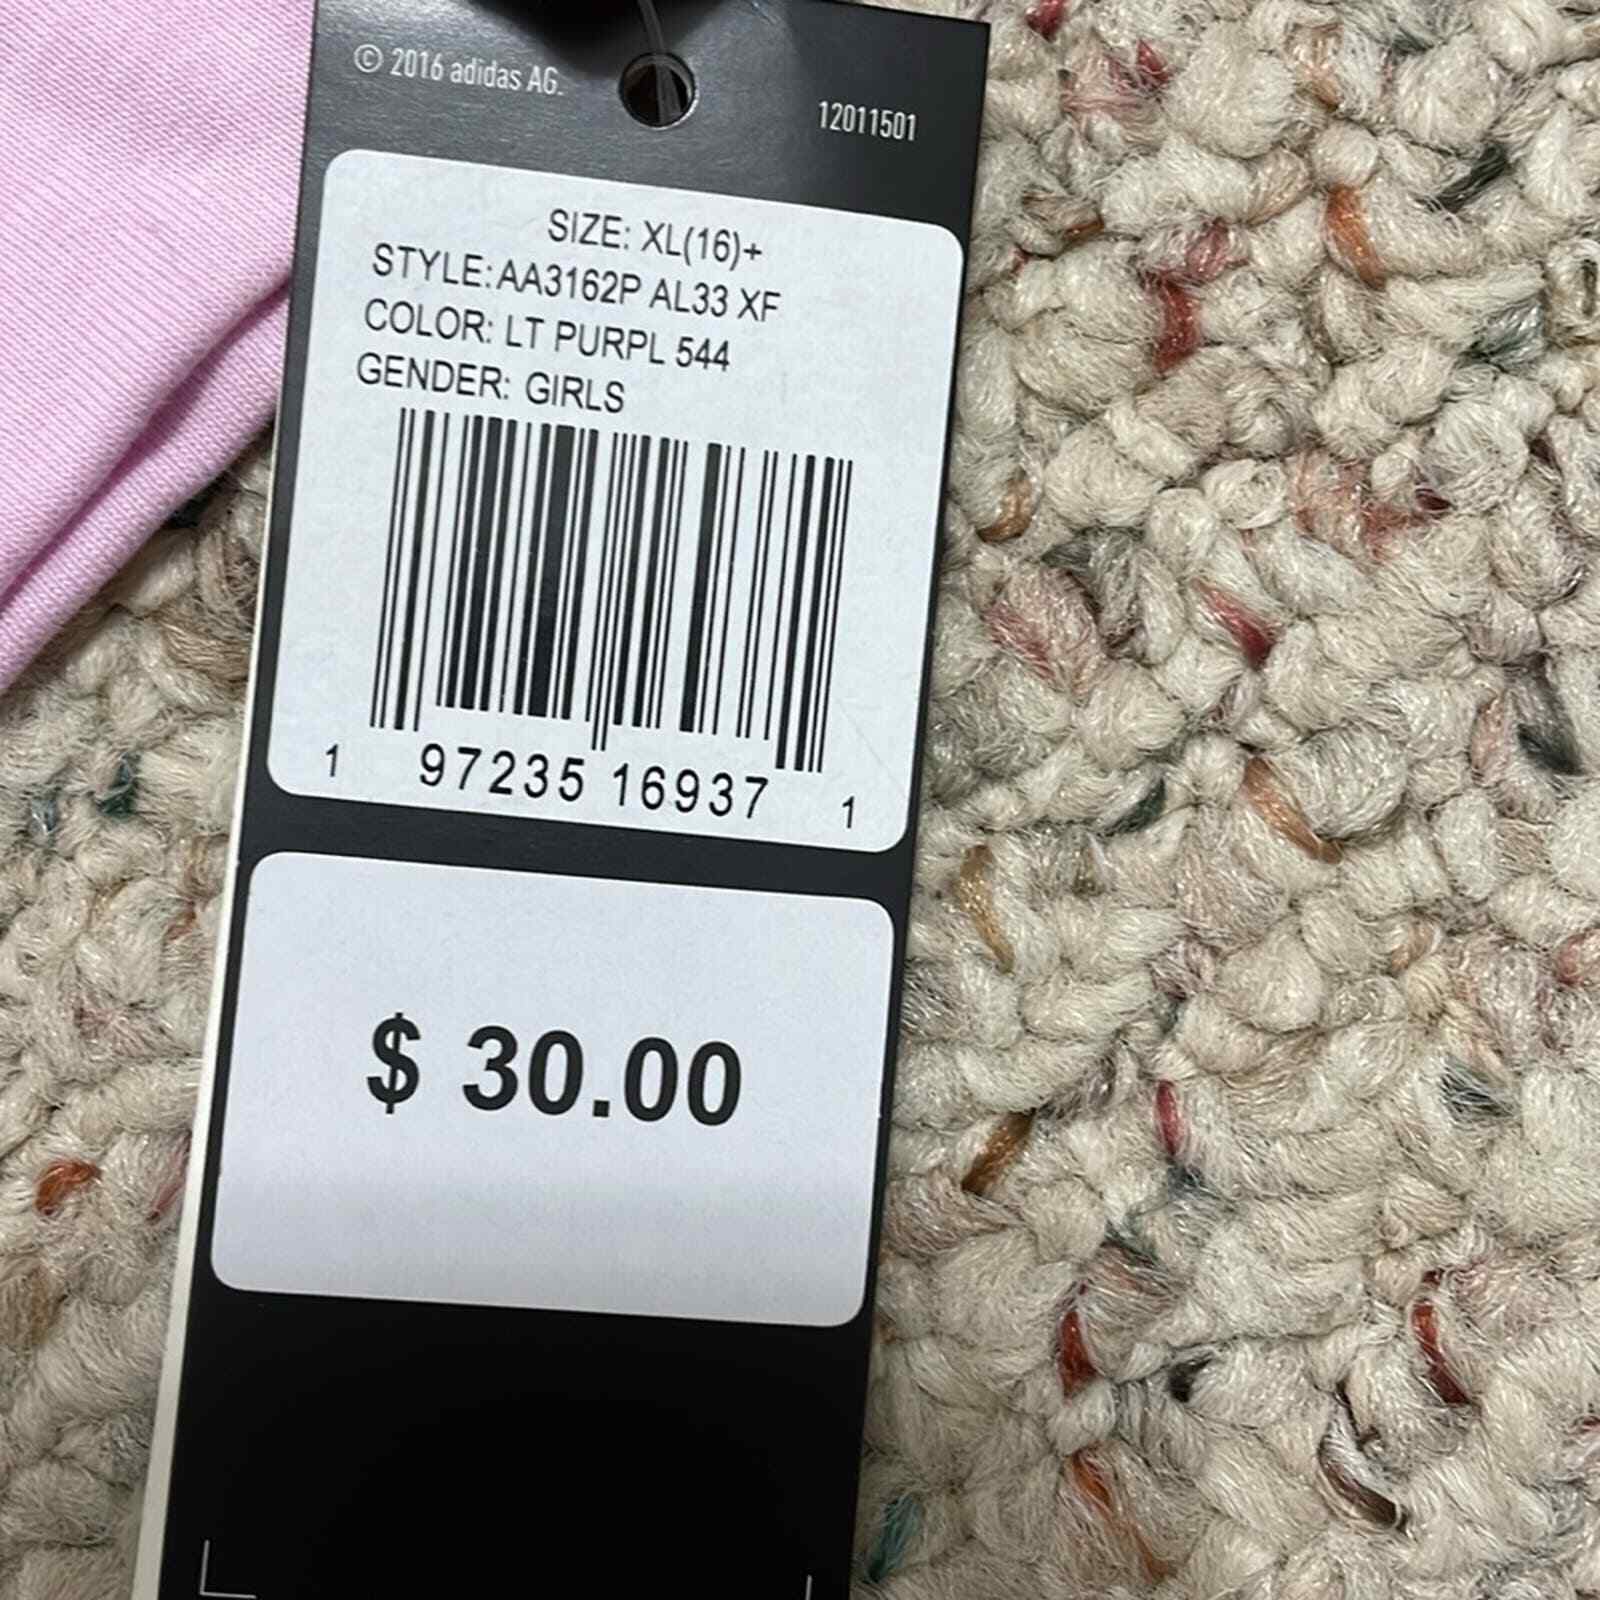 © 2016 adidas AG.
12011501
SIZE: XL(16)+
STYLE: AA3162P AL33 XF
COLOR: LT PURPL 544
GENDER: GIRLS
1 97235 16937 1
$ 30.00